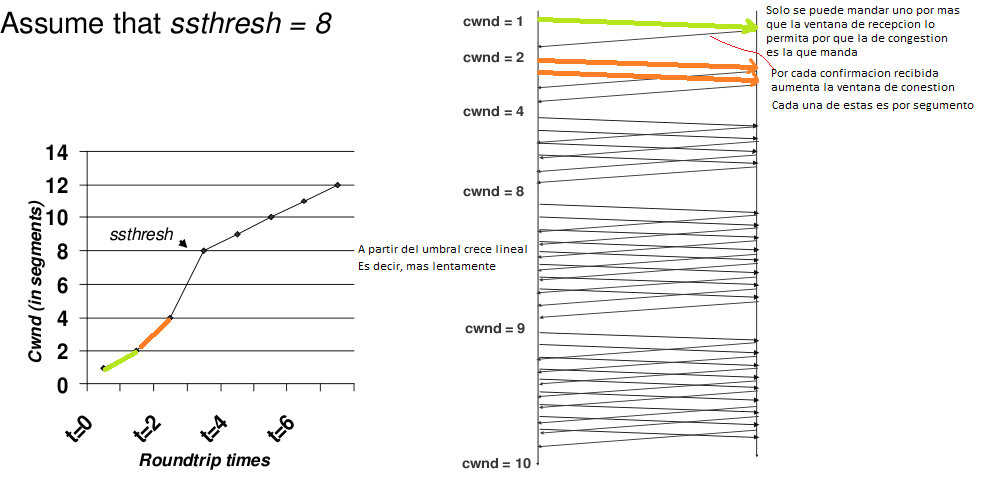 Assume that ssthresh = 8
14
12
10
8
6
4
2
0
Cwnd (in segments)
ssthresh
t=0
t=2
t=4
t=6
Roundtrip times
A partir del umbral crece lineal
Es decir, mas lentamente
cwnd = 1
cwnd = 2
cwnd = 4
cwnd = 8
cwnd = 9
cwnd = 10
Solo se puede mandar uno por mas
que la ventana de recepcion lo
permita por que la de congestion
es la que manda
Por cada confirmacion recibida
aumenta la ventana de conestion
Cada una de estas es por segumento